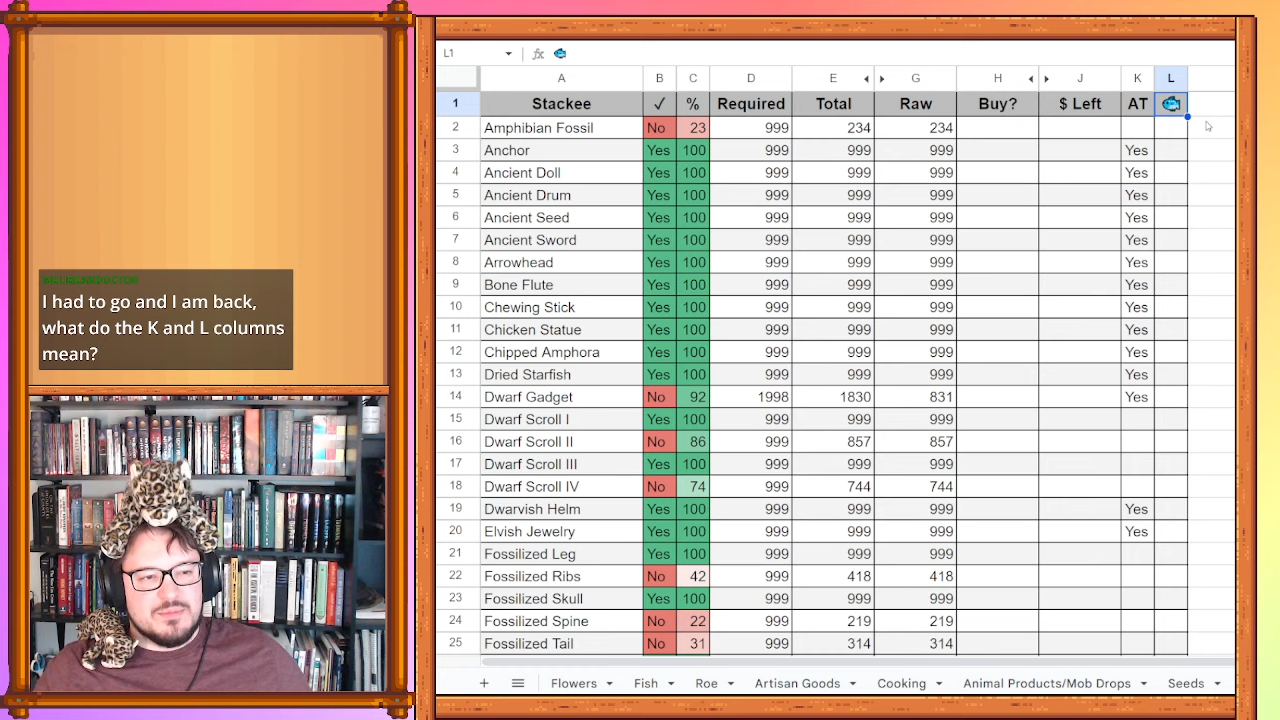 I had to go and I am back,
what do the K and L columns
mean?
L1 fx 🐟
A B C D E G H J K L
1 Stackee ✓ % Required Total Raw Buy? $ Left AT 🐟
2 Amphibian Fossil No 23 999 234 234
3 Anchor Yes 100 999 999 999 Yes
4 Ancient Doll Yes 100 999 999 999 Yes
5 Ancient Drum Yes 100 999 999 999 Yes
6 Ancient Seed Yes 100 999 999 999 Yes
7 Ancient Sword Yes 100 999 999 999 Yes
8 Arrowhead Yes 100 999 999 999 Yes
9 Bone Flute Yes 100 999 999 999 Yes
10 Chewing Stick Yes 100 999 999 999 Yes
11 Chicken Statue Yes 100 999 999 999 Yes
12 Chipped Amphora Yes 100 999 999 999 Yes
13 Dried Starfish Yes 100 999 999 999 Yes
14 Dwarf Gadget No 92 1998 1830 831 Yes
15 Dwarf Scroll I Yes 100 999 999 999
16 Dwarf Scroll II No 86 999 857 857
17 Dwarf Scroll III Yes 100 999 999 999
18 Dwarf Scroll IV No 74 999 744 744
19 Dwarvish Helm Yes 100 999 999 999 Yes
20 Elvish Jewelry Yes 100 999 999 999 Yes
21 Fossilized Leg Yes 100 999 999 999
22 Fossilized Ribs No 42 999 418 418
23 Fossilized Skull Yes 100 999 999 999
24 Fossilized Spine No 22 999 219 219
25 Fossilized Tail No 31 999 314 314
+ Flowers Fish Roe Artisan Goods Cooking Animal Products/Mob Drops Seeds